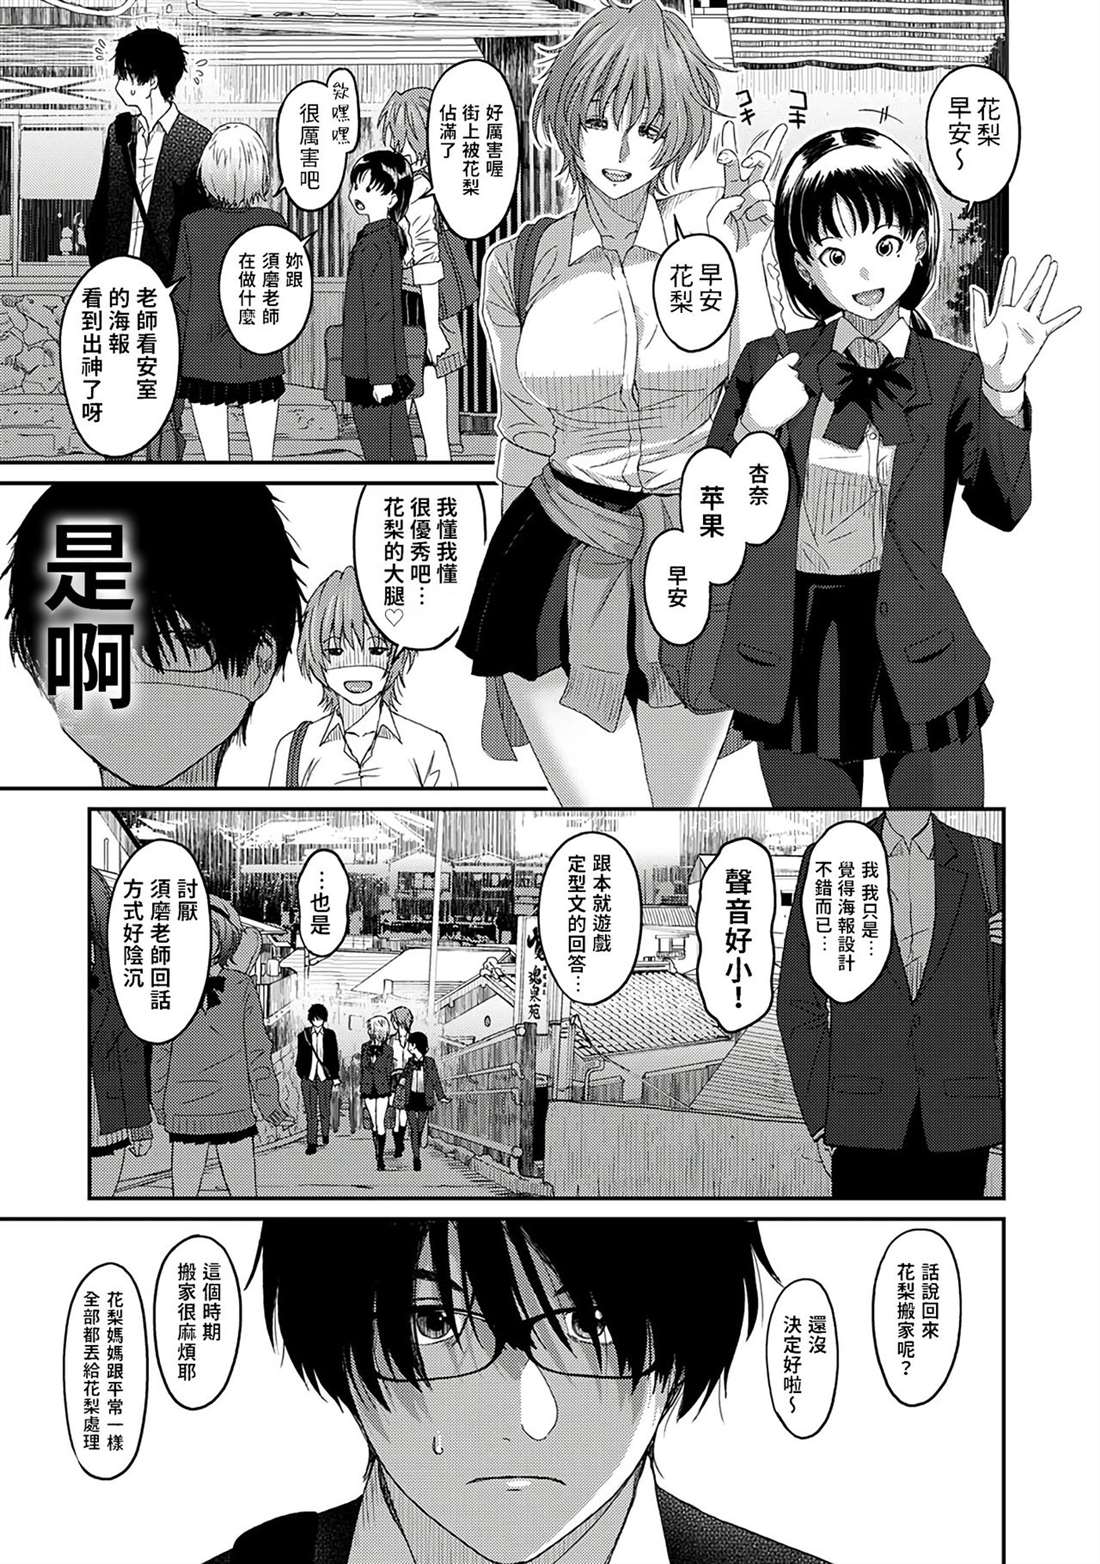 花梨
早安～
コキ
コキ
早安
花梨
杏奈
苹果
早安
好厲害喔
街上被花梨
佔滿了
欸嘿嘿
很厲害吧
妳跟
須磨老師
在做什麼
老師看安室
的海報
看到出神了呀
我懂我懂
很優秀吧…
花梨的大腿♡
是啊
我 我只是…
覺得海報設計
不錯而已…
聲音好小！
跟本就遊戲
定型文的回答…
…也是
討厭
須磨老師回話
方式好陰沉
温泉苑
話說回來
花梨搬家呢？
還沒
決定好啦～
這個時期
搬家很麻煩耶
花梨媽媽跟平常一樣
全部都丟給花梨處理